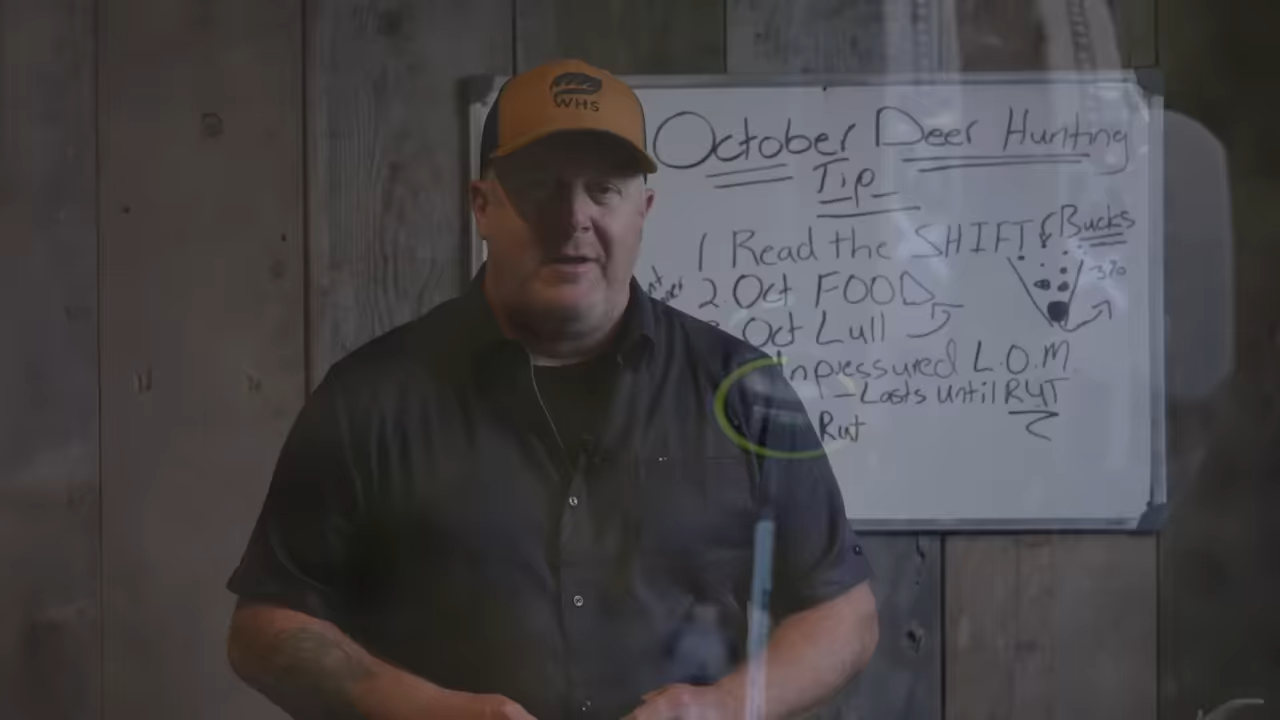 WHS
October Deer Hunting
Tip
1 Read the SHIFT Bucks
2. Oct FOOD 3%
Oct Lull
npressured L.O.M.
- Lasts Until RUT
Rut